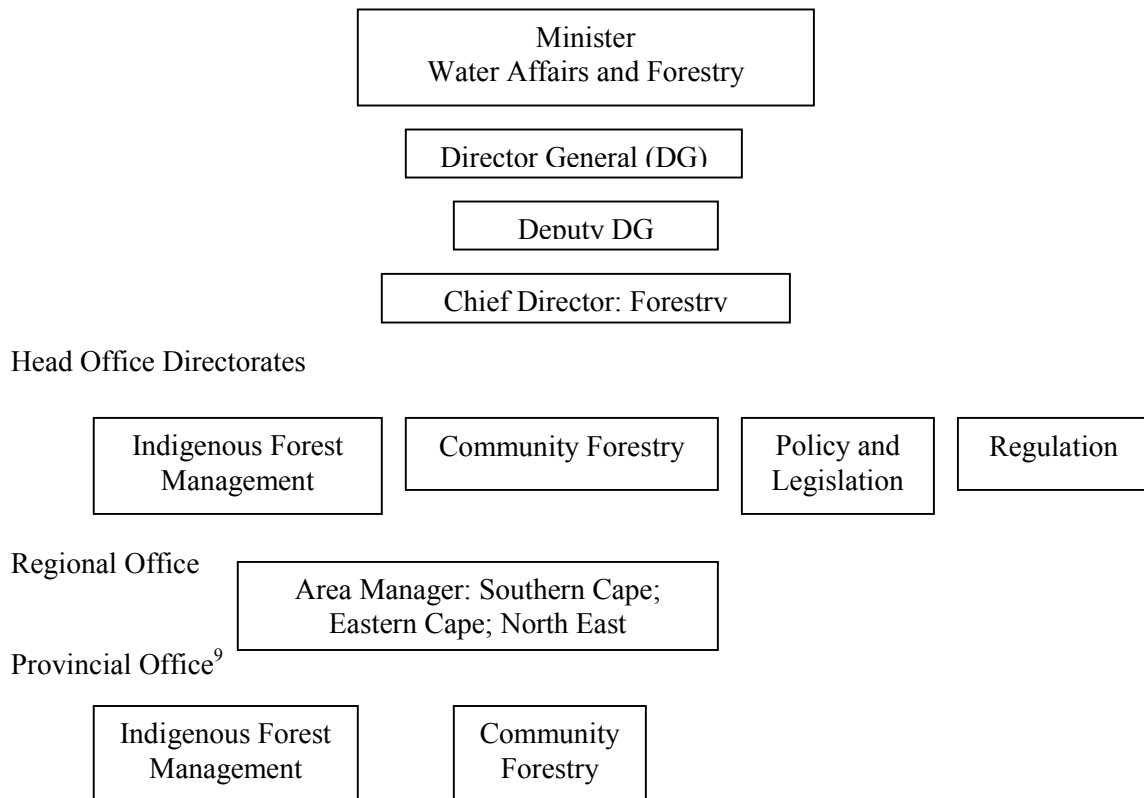 Minister
Water Affairs and Forestry
Director General (DG)
Deputy DG
Chief Director: Forestry
Head Office Directorates
Indigenous Forest
Management
Community Forestry
Policy and
Legislation
Regulation
Regional Office
Area Manager: Southern Cape;
Eastern Cape; North East
Provincial Office9
Indigenous Forest
Management
Community
Forestry